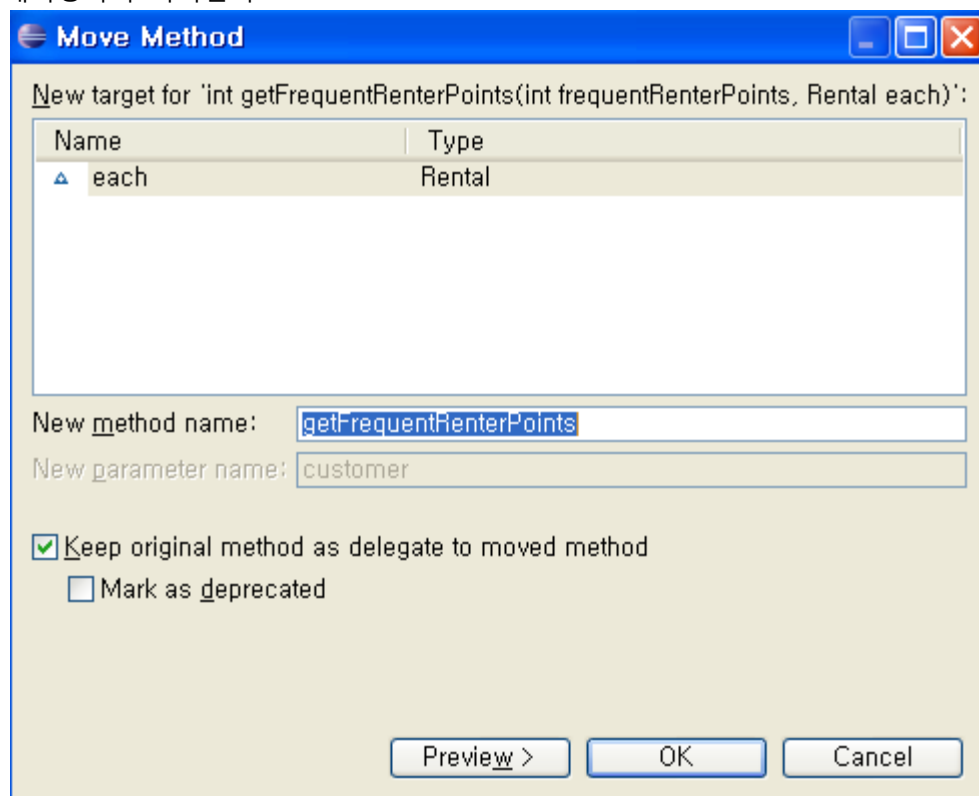 Move Method
New target for 'int getFrequentRenterPoints(int frequentRenterPoints, Rental each)':
Name Type
each Rental
New method name: getFrequentRenterPoints
New parameter name: customer
Keep original method as delegate to moved method
Mark as deprecated
Preview > OK Cancel